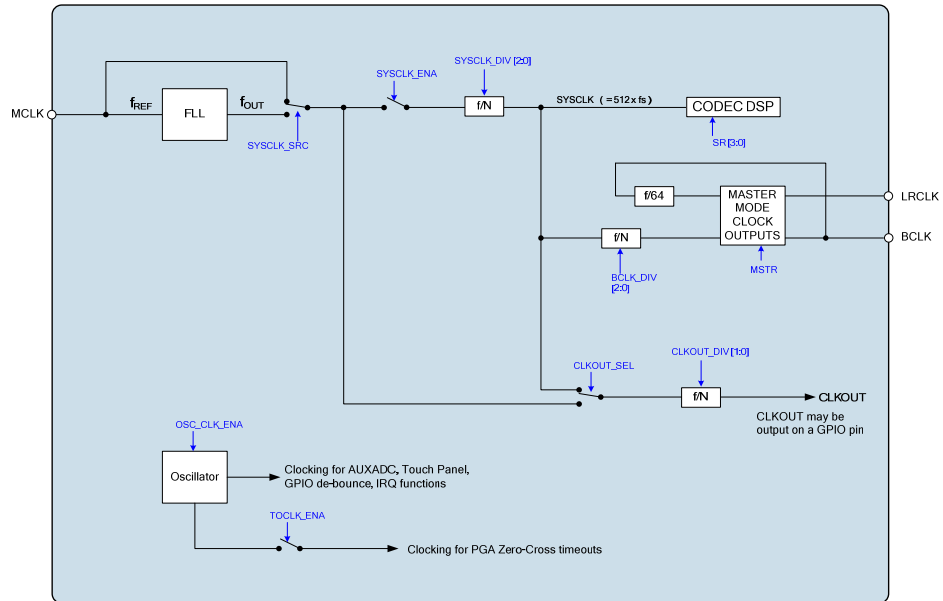 SYSCLK_ENA
SYSCLK_DIV [2:0]
MCLK
fREF
FLL
fOUT
SYSCLK_SRC
f/N
SYSCLK (=512 x fs)
CODEC DSP
SR [3:0]
f/64
MASTER
MODE
CLOCK
OUTPUTS
LRCLK
BCLK
f/N
MSTR
BCLK_DIV
[2:0]
CLKOUT_SEL
CLKOUT_DIV [1:0]
f/N
CLKOUT
CLKOUT may be
output on a GPIO pin
OSC_CLK_ENA
Oscillator
Clocking for AUXADC, Touch Panel,
GPIO de-bounce, IRQ functions
TOCLK_ENA
Clocking for PGA Zero-Cross timeouts